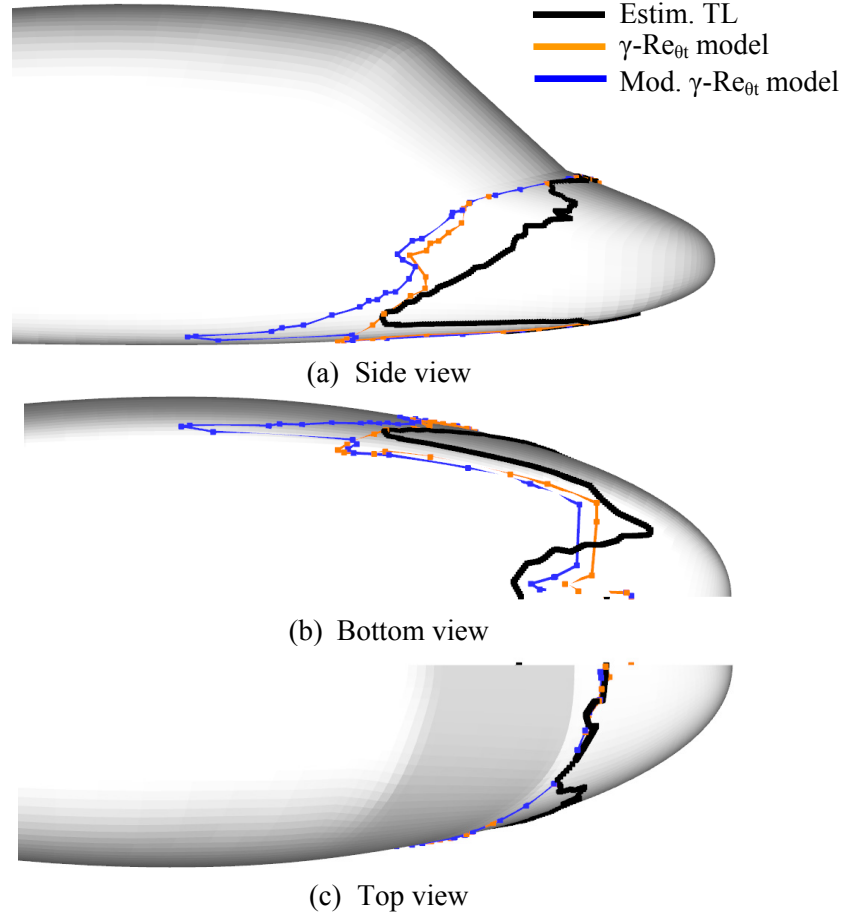 Estim. TL
γ-Reθt model
Mod. γ-Reθt model
(a) Side view
(b) Bottom view
(c) Top view